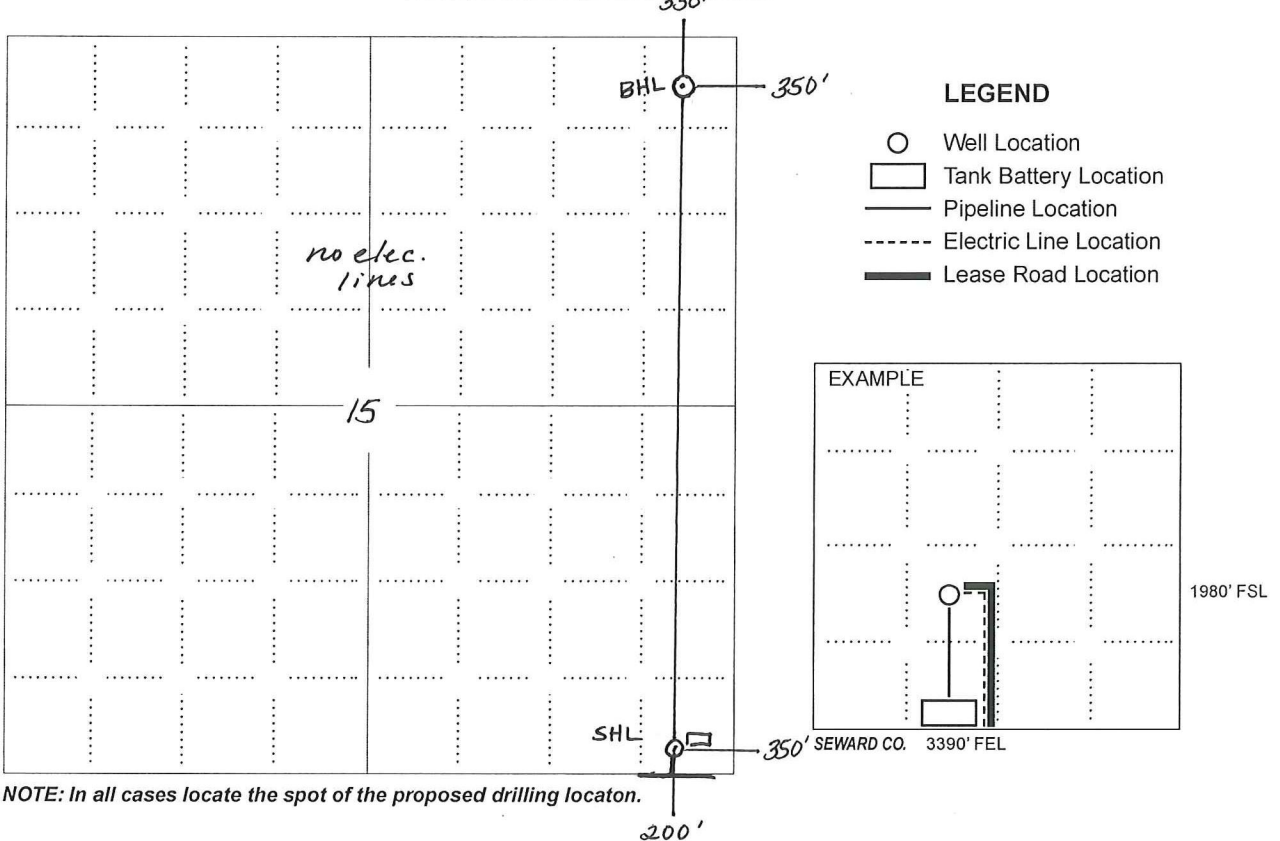 330'
BHL
350'
LEGEND
Well Location
Tank Battery Location
Pipeline Location
Electric Line Location
Lease Road Location
no elec.
lines
15
EXAMPLE
1980' FSL
SHL
350'
SEWARD CO. 3390' FEL
NOTE: In all cases locate the spot of the proposed drilling locaton.
200'